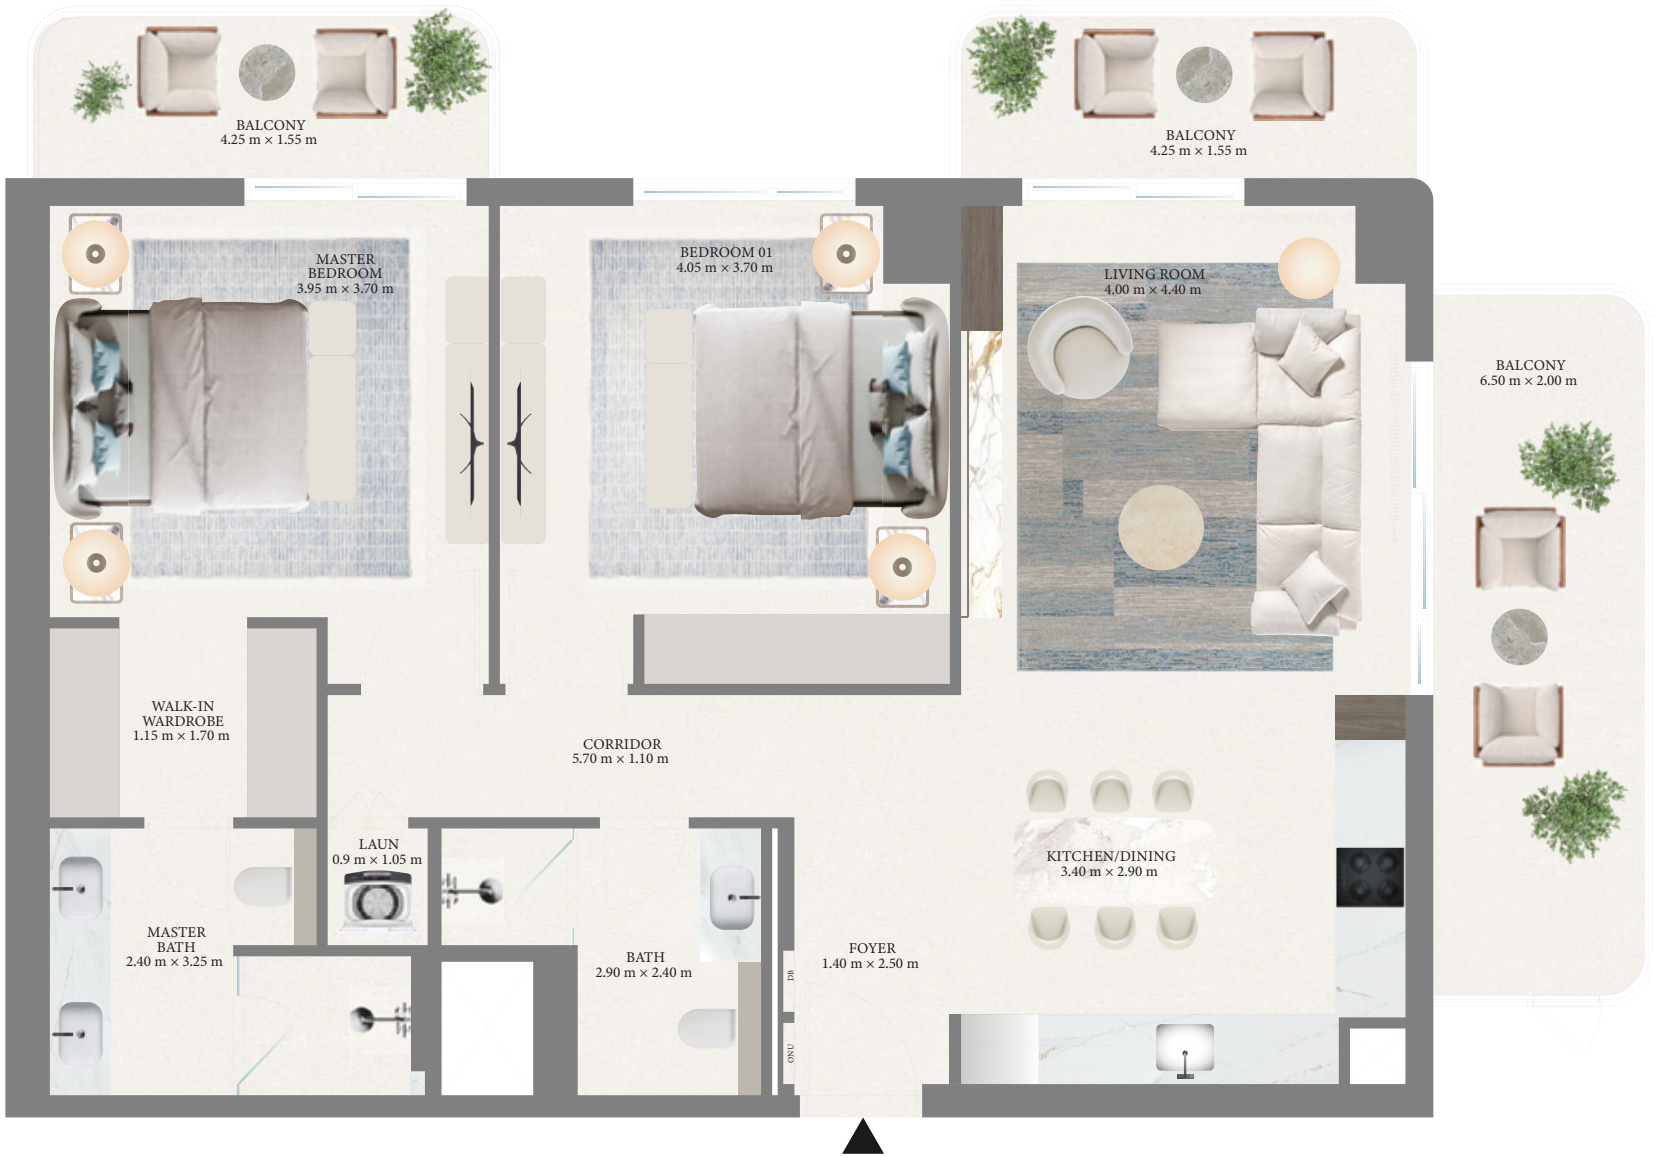 BALCONY
4.25 m × 1.55 m
BALCONY
4.25 m × 1.55 m
MASTER
BEDROOM
3.95 m × 3.70 m
BEDROOM 01
4.05 m × 3.70 m
LIVING ROOM
4.00 m × 4.40 m
BALCONY
6.50 m × 2.00 m
WALK-IN
WARDROBE
1.15 m × 1.70 m
CORRIDOR
5.70 m × 1.10 m
LAUN
0.9 m × 1.05 m
KITCHEN/DINING
3.40 m × 2.90 m
MASTER
BATH
2.40 m × 3.25 m
BATH
2.90 m × 2.40 m
FOYER
1.40 m × 2.50 m
DB
ONU